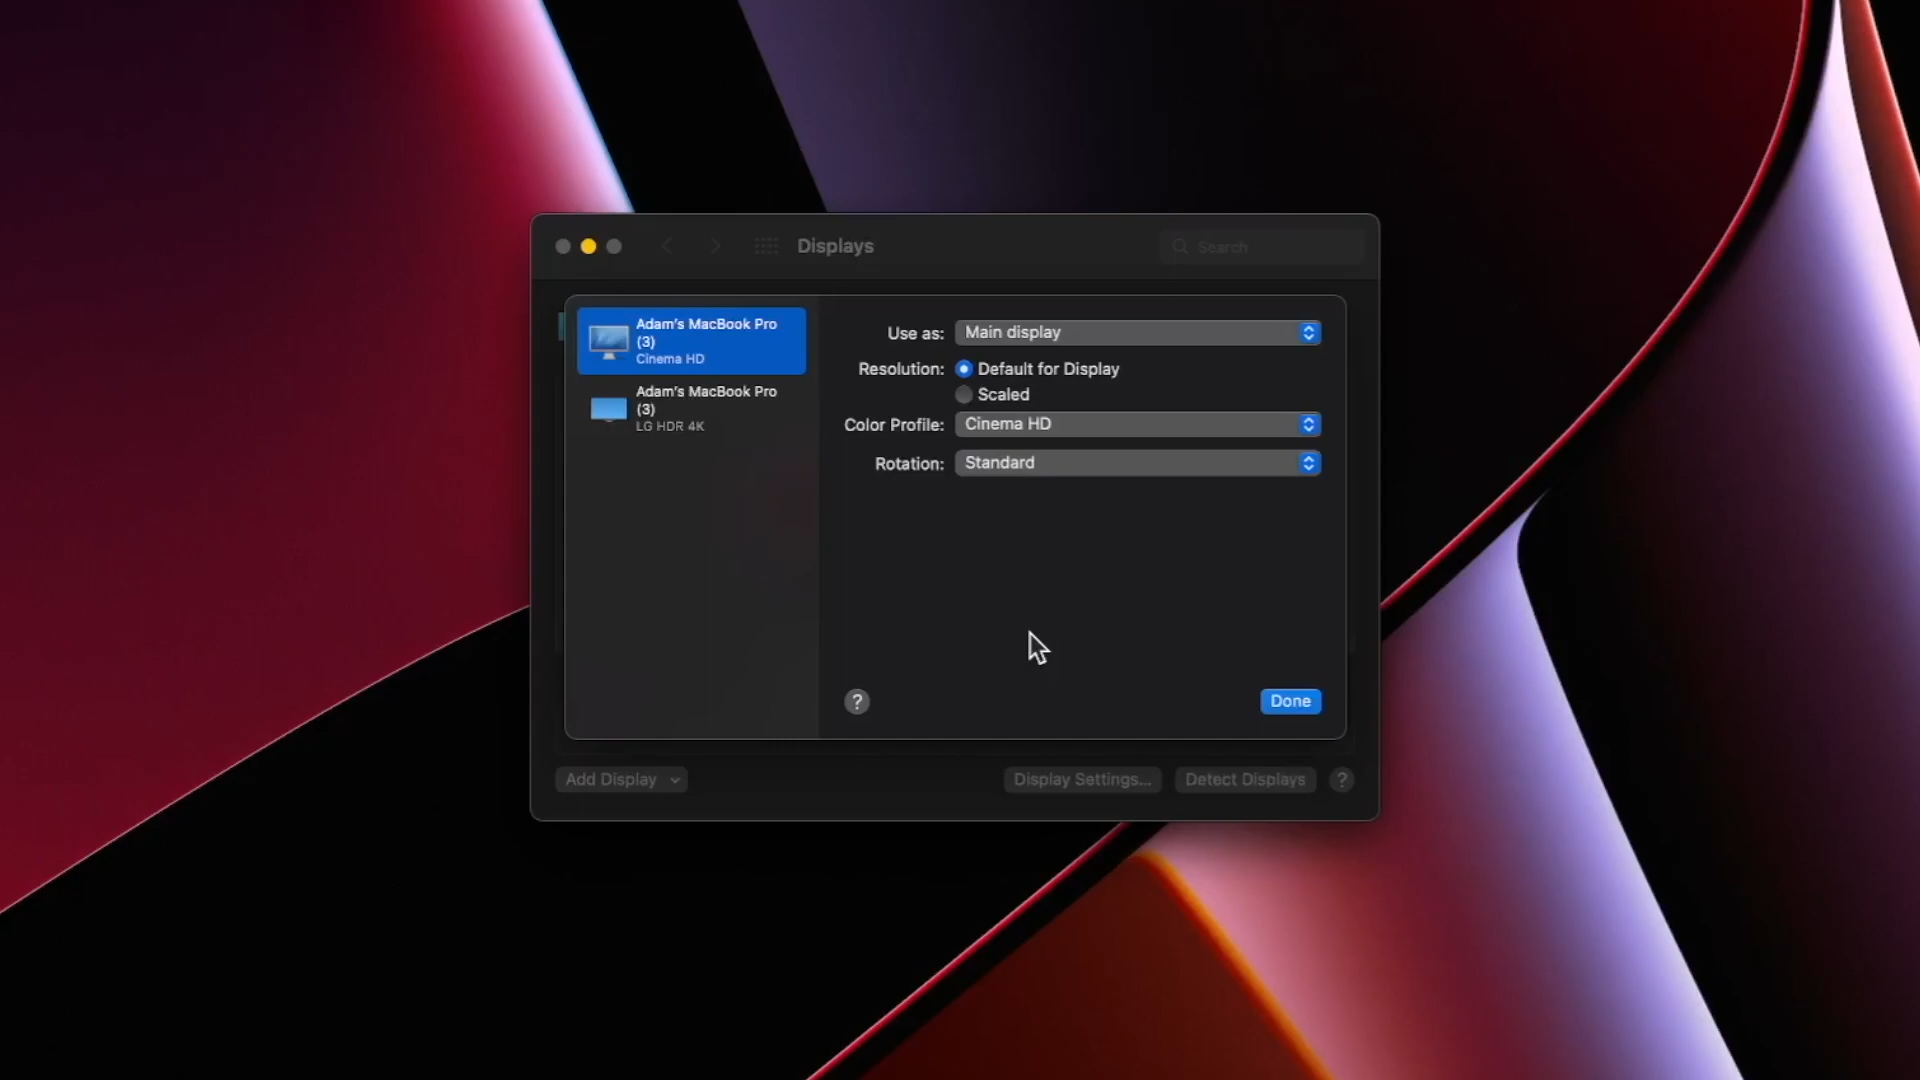 Displays
Search
Adam's MacBook Pro
(3)
Cinema HD
Adam's MacBook Pro
(3)
LG HDR 4K
Use as: Main display
Resolution: Default for Display
Scaled
Color Profile: Cinema HD
Rotation: Standard
?
Done
Add Display
Display Settings...
Detect Displays
?